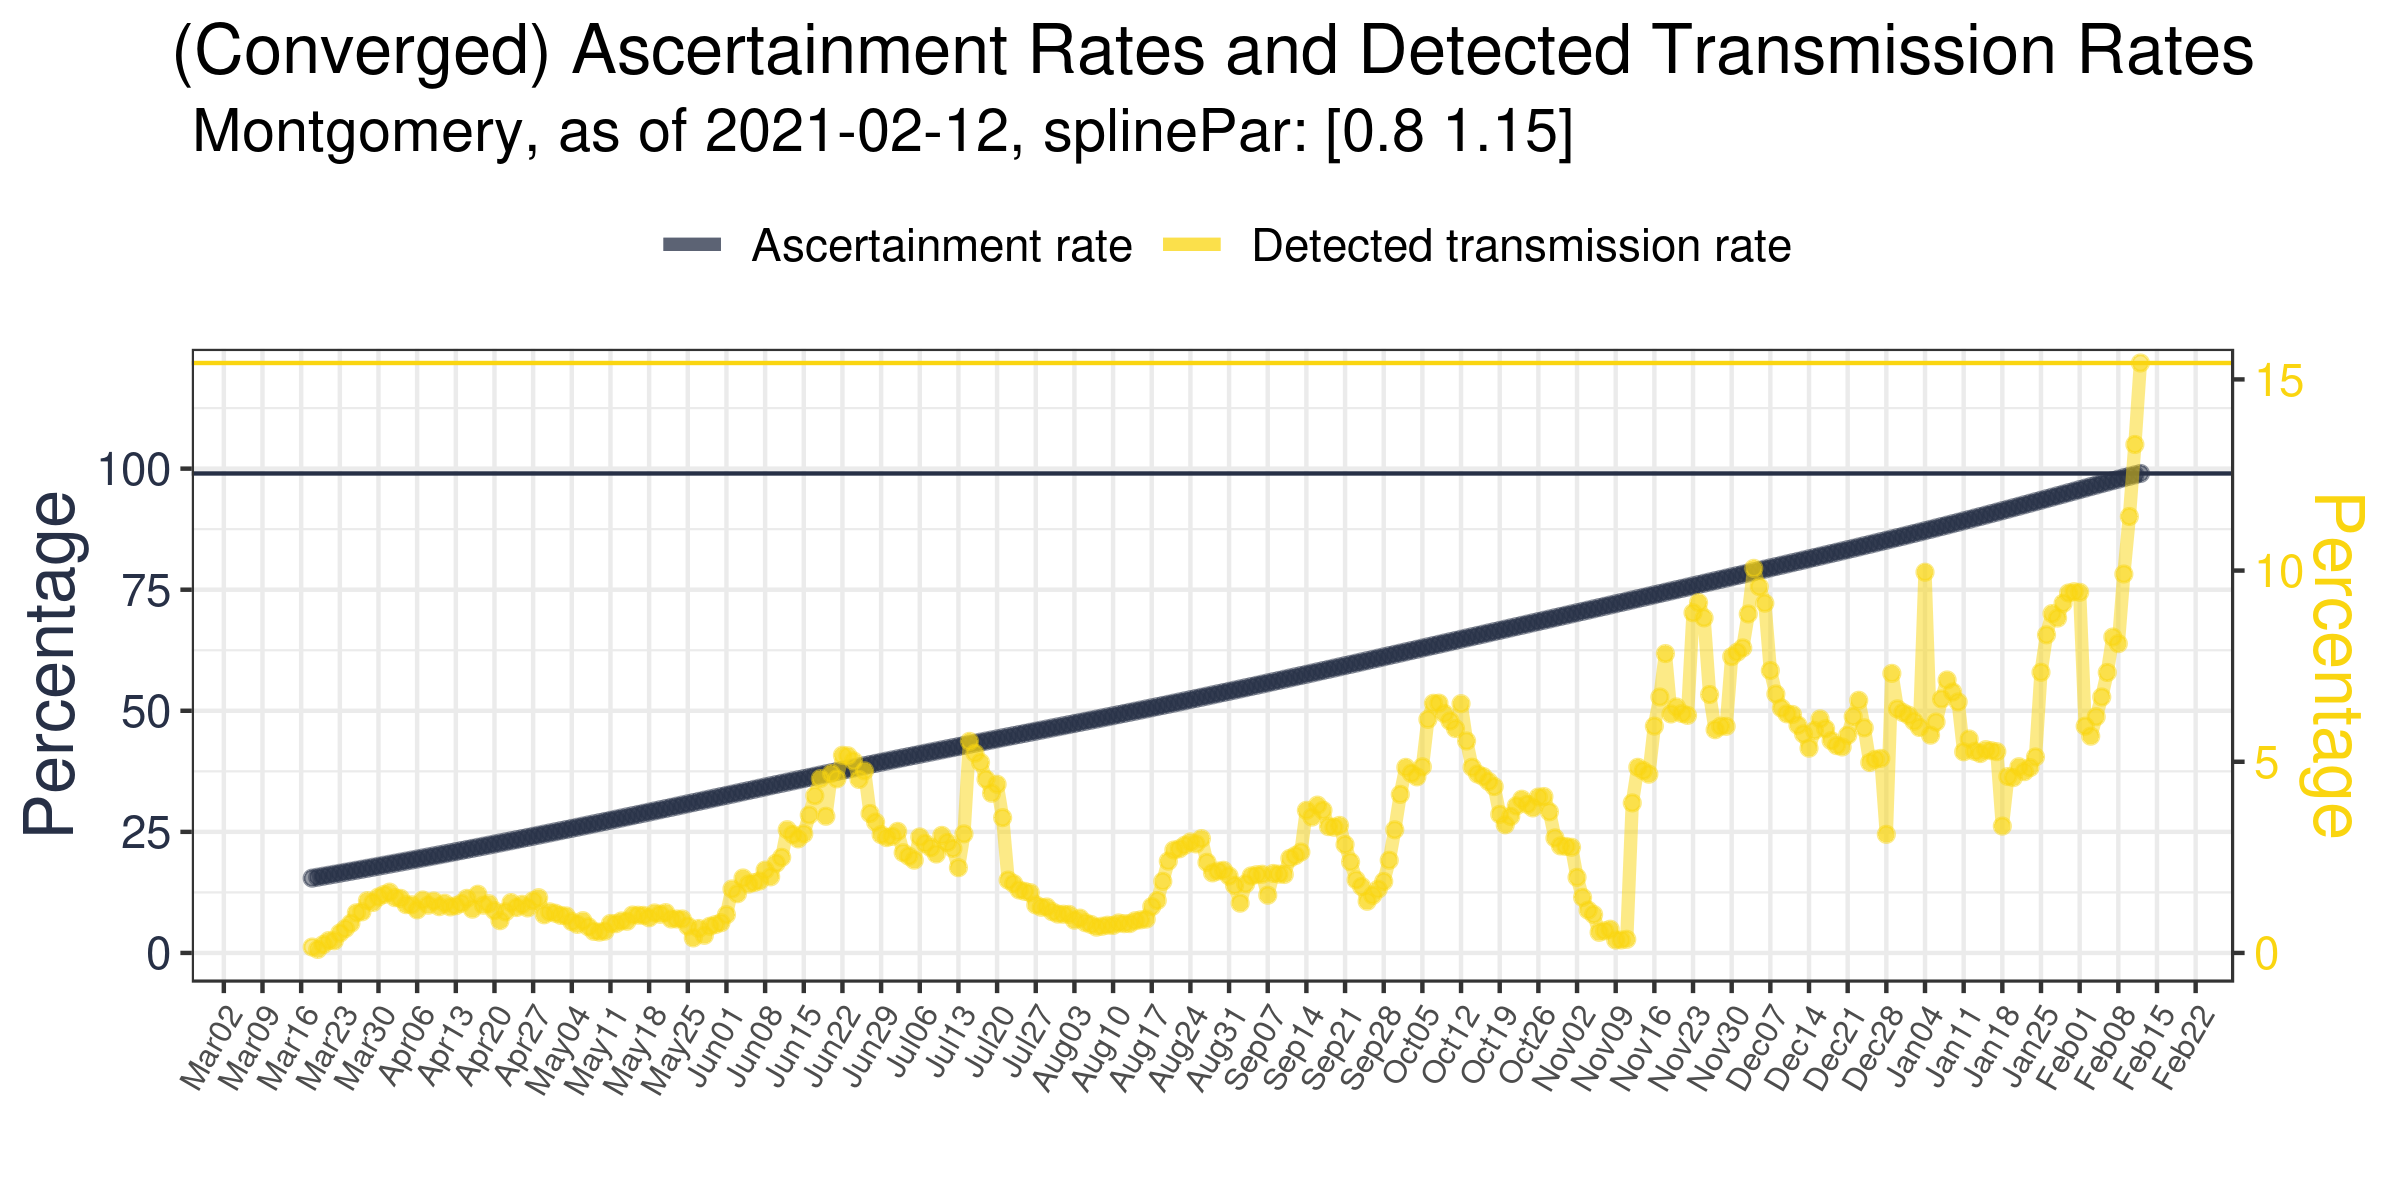 (Converged) Ascertainment Rates and Detected Transmission Rates
Montgomery, as of 2021-02-12, splinePar: [0.8 1.15]
Ascertainment rate
Detected transmission rate
Percentage
100
75
50
25
0
15
10
5
0
Percentage
Mar02
Mar09
Mar16
Mar23
Mar30
Apr06
Apr13
Apr20
Apr27
May04
May11
May18
May25
Jun01
Jun08
Jun15
Jun22
Jun29
Jul06
Jul13
Jul20
Jul27
Aug03
Aug10
Aug17
Aug24
Aug31
Sep07
Sep14
Sep21
Sep28
Oct05
Oct12
Oct19
Oct26
Nov02
Nov09
Nov16
Nov23
Nov30
Dec07
Dec14
Dec21
Dec28
Jan04
Jan11
Jan18
Jan25
Feb01
Feb08
Feb15
Feb22